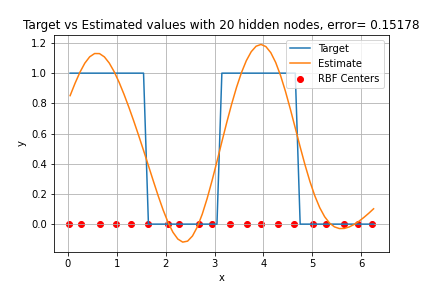 Target vs Estimated values with 20 hidden nodes, error= 0.15178
1.2
1.0
0.8
0.6
0.4
0.2
0.0
y
0 1 2 3 4 5 6
x
Target
Estimate
RBF Centers